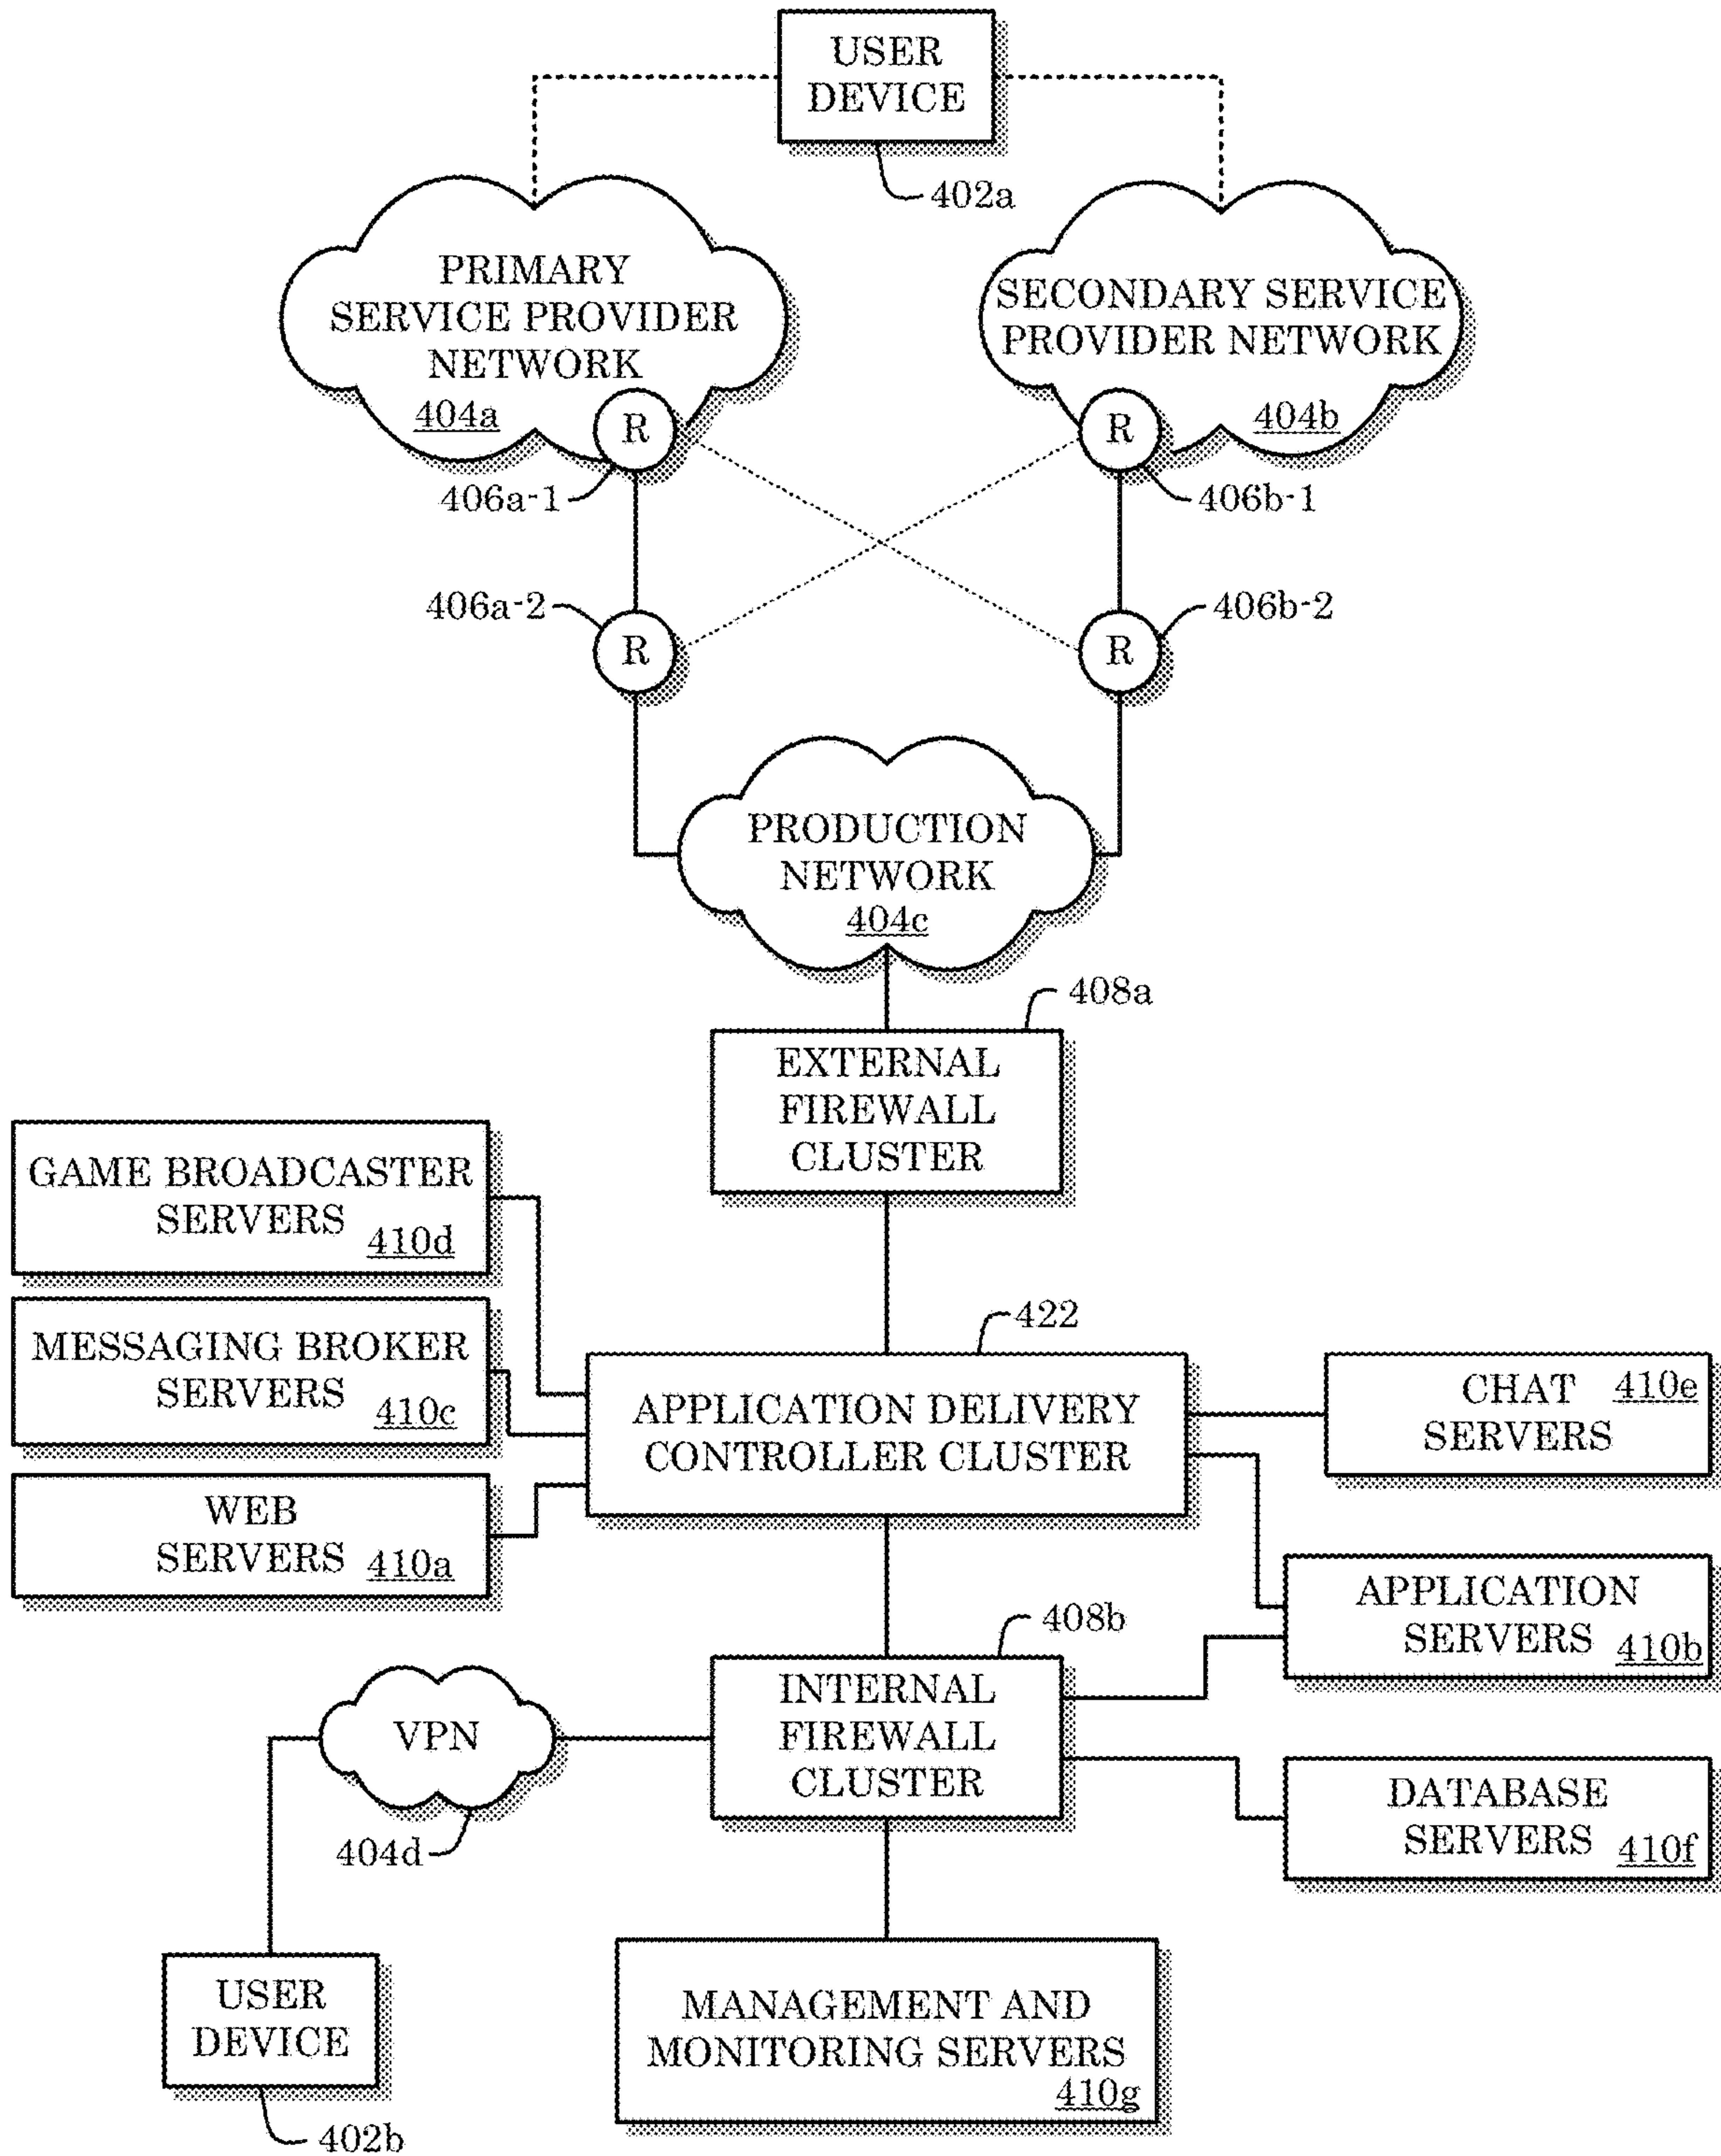 USER
DEVICE
402a
PRIMARY
SERVICE PROVIDER
NETWORK
404a
SECONDARY SERVICE
PROVIDER NETWORK
404b
R
R
406a-1
406b-1
406a-2
406b-2
R
R
PRODUCTION
NETWORK
404c
408a
EXTERNAL
FIREWALL
CLUSTER
GAME BROADCASTER
SERVERS
410d
MESSAGING BROKER
SERVERS
410c
WEB
SERVERS
410a
422
APPLICATION DELIVERY
CONTROLLER CLUSTER
CHAT
SERVERS
410e
APPLICATION
SERVERS
410b
408b
INTERNAL
FIREWALL
CLUSTER
VPN
404d
DATABASE
SERVERS
410f
USER
DEVICE
402b
MANAGEMENT AND
MONITORING SERVERS
410g